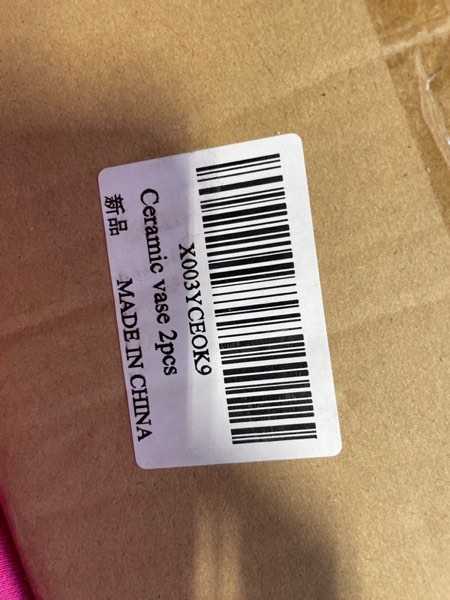 X003YCEOK9
Ceramic vase 2pcs
新品 MADE IN CHINA